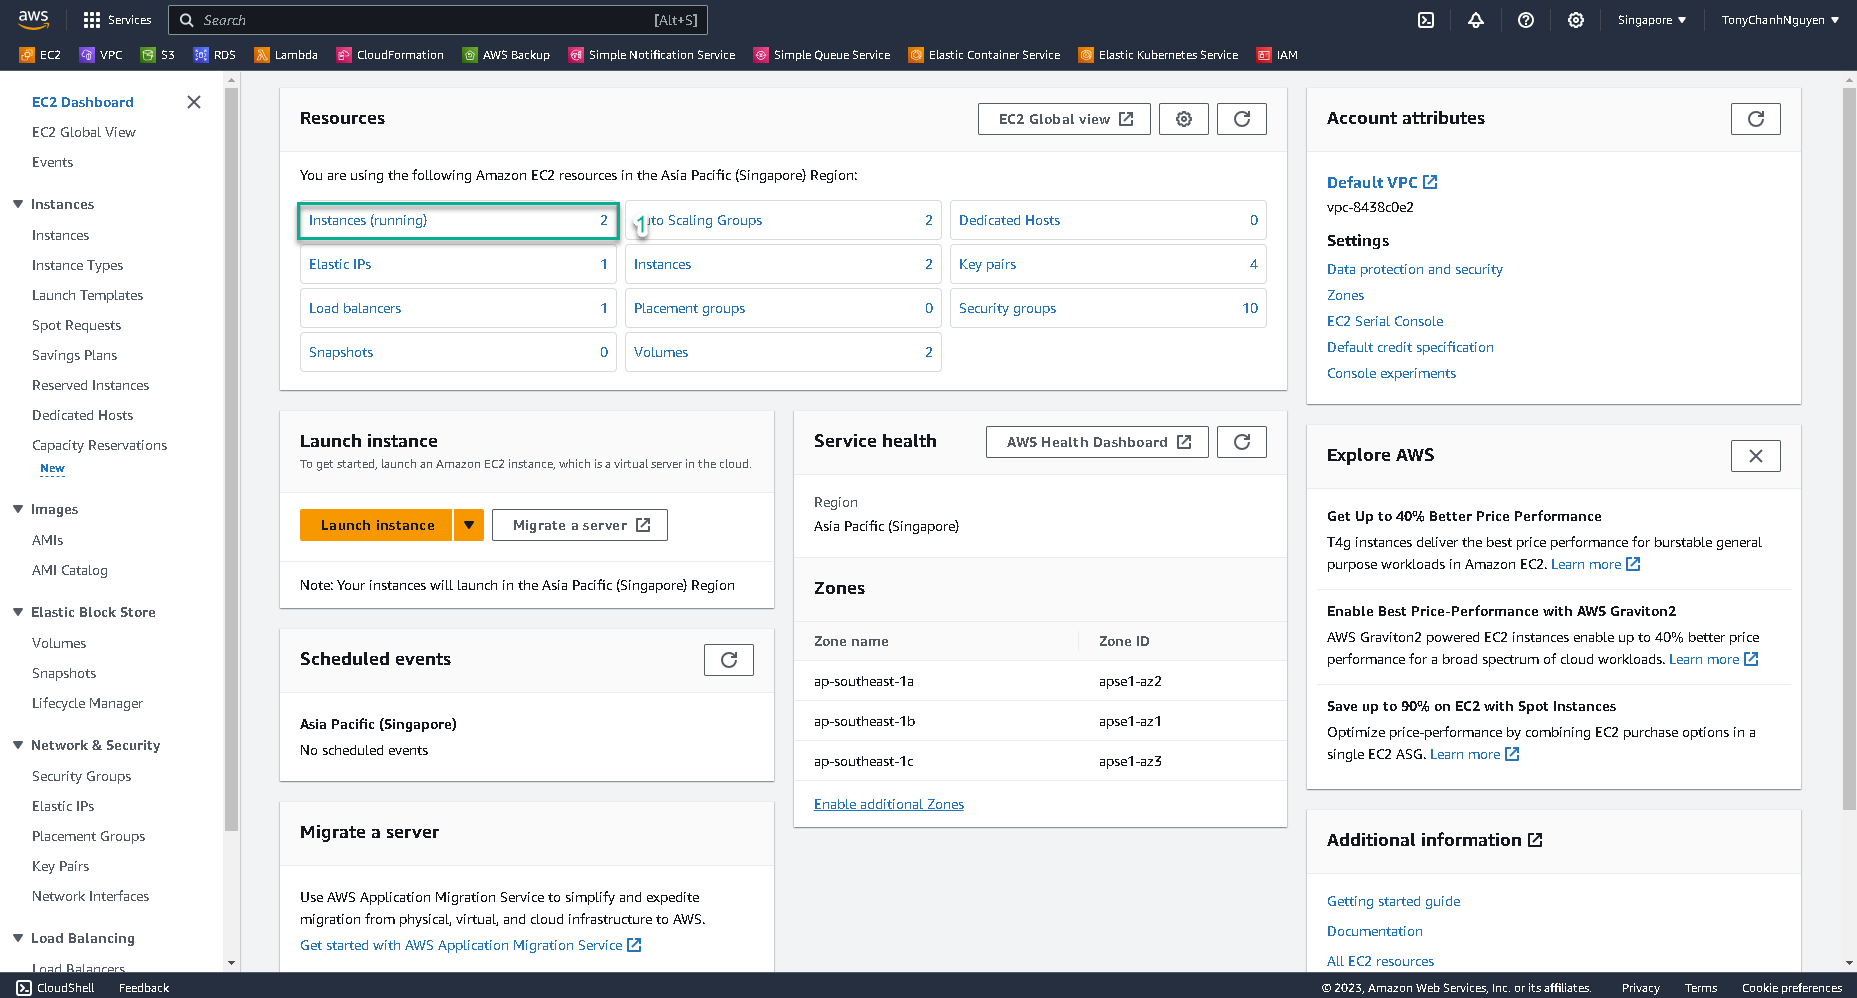 aws
Services
Search
[Alt+S]
Singapore
TonyChanhNguyen
EC2
VPC
S3
RDS
Lambda
CloudFormation
AWS Backup
Simple Notification Service
Simple Queue Service
Elastic Container Service
Elastic Kubernetes Service
IAM
EC2 Dashboard
EC2 Global View
Events
Instances
Instances
Instance Types
Launch Templates
Spot Requests
Savings Plans
Reserved Instances
Dedicated Hosts
Capacity Reservations
New
Images
AMIs
AMI Catalog
Elastic Block Store
Volumes
Snapshots
Lifecycle Manager
Network & Security
Security Groups
Elastic IPs
Placement Groups
Key Pairs
Network Interfaces
Load Balancing
Load Balancers
Resources
EC2 Global view
You are using the following Amazon EC2 resources in the Asia Pacific (Singapore) Region:
Instances (running) 2
1
uto Scaling Groups 2
Dedicated Hosts 0
Elastic IPs 1
Instances 2
Key pairs 4
Load balancers 1
Placement groups 0
Security groups 10
Snapshots 0
Volumes 2
Launch instance
To get started, launch an Amazon EC2 instance, which is a virtual server in the cloud.
Launch instance
Migrate a server
Note: Your instances will launch in the Asia Pacific (Singapore) Region
Scheduled events
Asia Pacific (Singapore)
No scheduled events
Migrate a server
Use AWS Application Migration Service to simplify and expedite
migration from physical, virtual, and cloud infrastructure to AWS.
Get started with AWS Application Migration Service
Service health
AWS Health Dashboard
Region
Asia Pacific (Singapore)
Zones
Zone name Zone ID
ap-southeast-1a apse1-az2
ap-southeast-1b apse1-az1
ap-southeast-1c apse1-az3
Enable additional Zones
Account attributes
Default VPC
vpc-8438c0e2
Settings
Data protection and security
Zones
EC2 Serial Console
Default credit specification
Console experiments
Explore AWS
Get Up to 40% Better Price Performance
T4g instances deliver the best price performance for burstable general
purpose workloads in Amazon EC2. Learn more
Enable Best Price-Performance with AWS Graviton2
AWS Graviton2 powered EC2 instances enable up to 40% better price
performance for a broad spectrum of cloud workloads. Learn more
Save up to 90% on EC2 with Spot Instances
Optimize price-performance by combining EC2 purchase options in a
single EC2 ASG. Learn more
Additional information
Getting started guide
Documentation
All EC2 resources
CloudShell
Feedback
© 2023, Amazon Web Services, Inc. or its affiliates.
Privacy
Terms
Cookie preferences